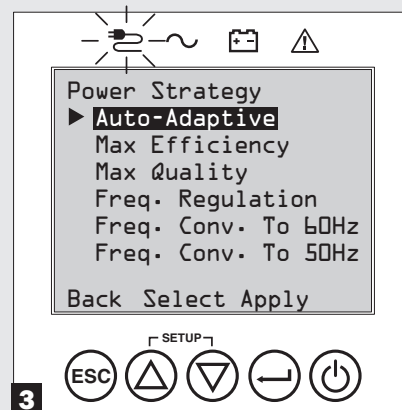 Power Strategy
Auto-Adaptive
Max Efficiency
Max Quality
Freq. Regulation
Freq. Conv. To 60Hz
Freq. Conv. To 50Hz
Back Select Apply
SETUP
ESC
3